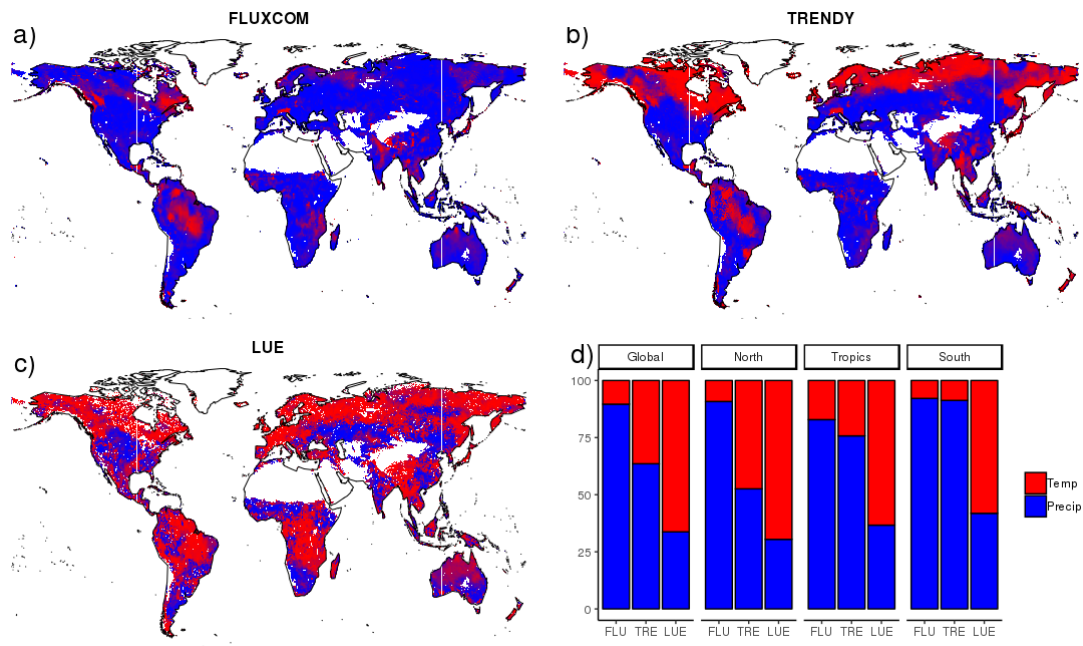 FLUXCOM
TRENDY
a)
b)
LUE
c)
d)
Global
North
Tropics
South
100
75
50
25
0
Temp
Precip
FLU TRE LUE
FLU TRE LUE
FLU TRE LUE
FLU TRE LUE